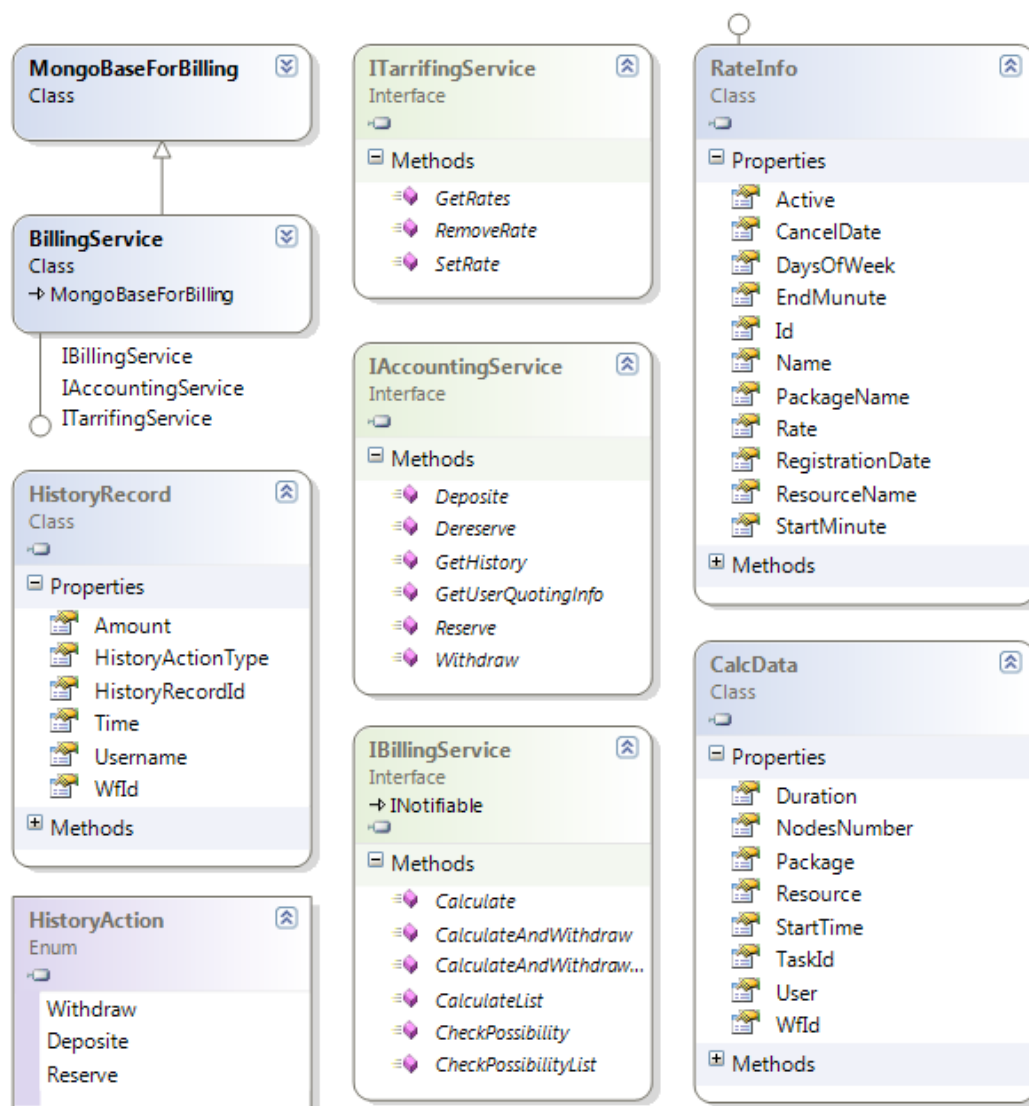 MongoBaseForBilling
Class
BillingService
Class
MongoBaseForBilling
IBillingService
IAccountingService
ITarrifingService
HistoryRecord
Class
Properties
Amount
HistoryActionType
HistoryRecordId
Time
Username
WfId
Methods
HistoryAction
Enum
Withdraw
Deposite
Reserve
ITarrifingService
Interface
Methods
GetRates
RemoveRate
SetRate
IAccountingService
Interface
Methods
Deposite
Dereserve
GetHistory
GetUserQuotingInfo
Reserve
Withdraw
IBillingService
Interface
INotifiable
Methods
Calculate
CalculateAndWithdraw
CalculateAndWithdraw...
CalculateList
CheckPossibility
CheckPossibilityList
RateInfo
Class
Properties
Active
CancelDate
DaysOfWeek
EndMunute
Id
Name
PackageName
Rate
RegistrationDate
ResourceName
StartMinute
Methods
CalcData
Class
Properties
Duration
NodesNumber
Package
Resource
StartTime
TaskId
User
WfId
Methods